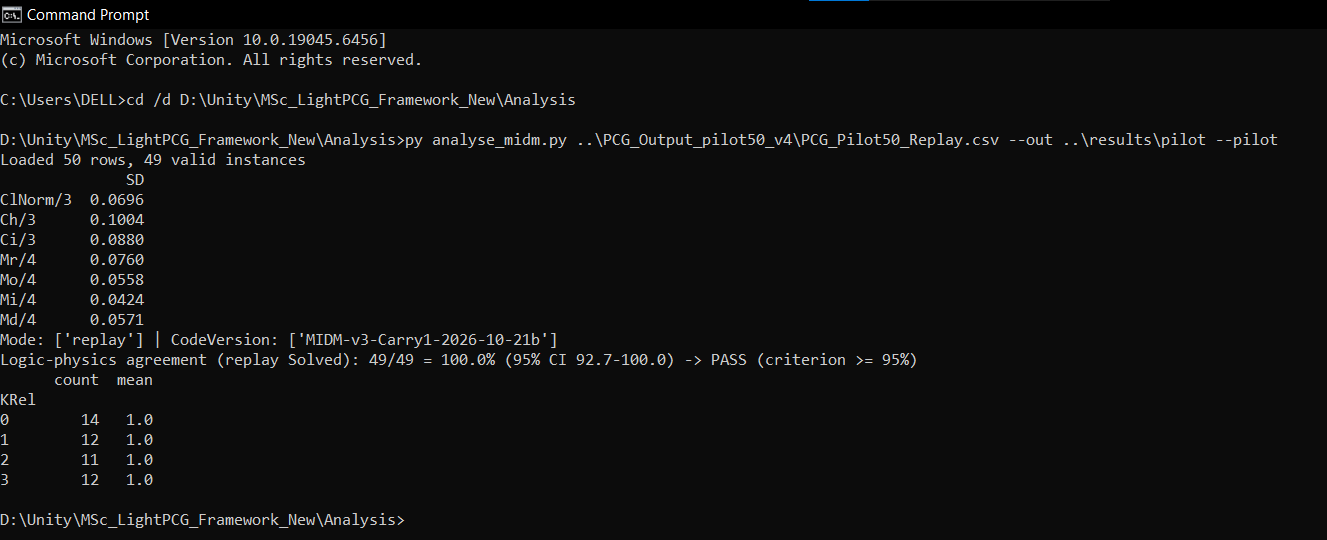 Command Prompt
Microsoft Windows [Version 10.0.19045.6456]
(c) Microsoft Corporation. All rights reserved.
C:\Users\DELL>cd /d D:\Unity\MSc_LightPCG_Framework_New\Analysis
D:\Unity\MSc_LightPCG_Framework_New\Analysis>py analyse_midm.py ..\PCG_Output_pilot50_v4\PCG_Pilot50_Replay.csv --out ..\results\pilot --pilot
Loaded 50 rows, 49 valid instances
SD
ClNorm/3 0.0696
Ch/3 0.1004
Ci/3 0.0880
Mr/4 0.0760
Mo/4 0.0558
Mi/4 0.0424
Md/4 0.0571
Mode: ['replay'] | CodeVersion: ['MIDM-v3-Carry1-2026-10-21b']
Logic-physics agreement (replay Solved): 49/49 = 100.0% (95% CI 92.7-100.0) -> PASS (criterion >= 95%)
count mean
KRel
0 14 1.0
1 12 1.0
2 11 1.0
3 12 1.0
D:\Unity\MSc_LightPCG_Framework_New\Analysis>